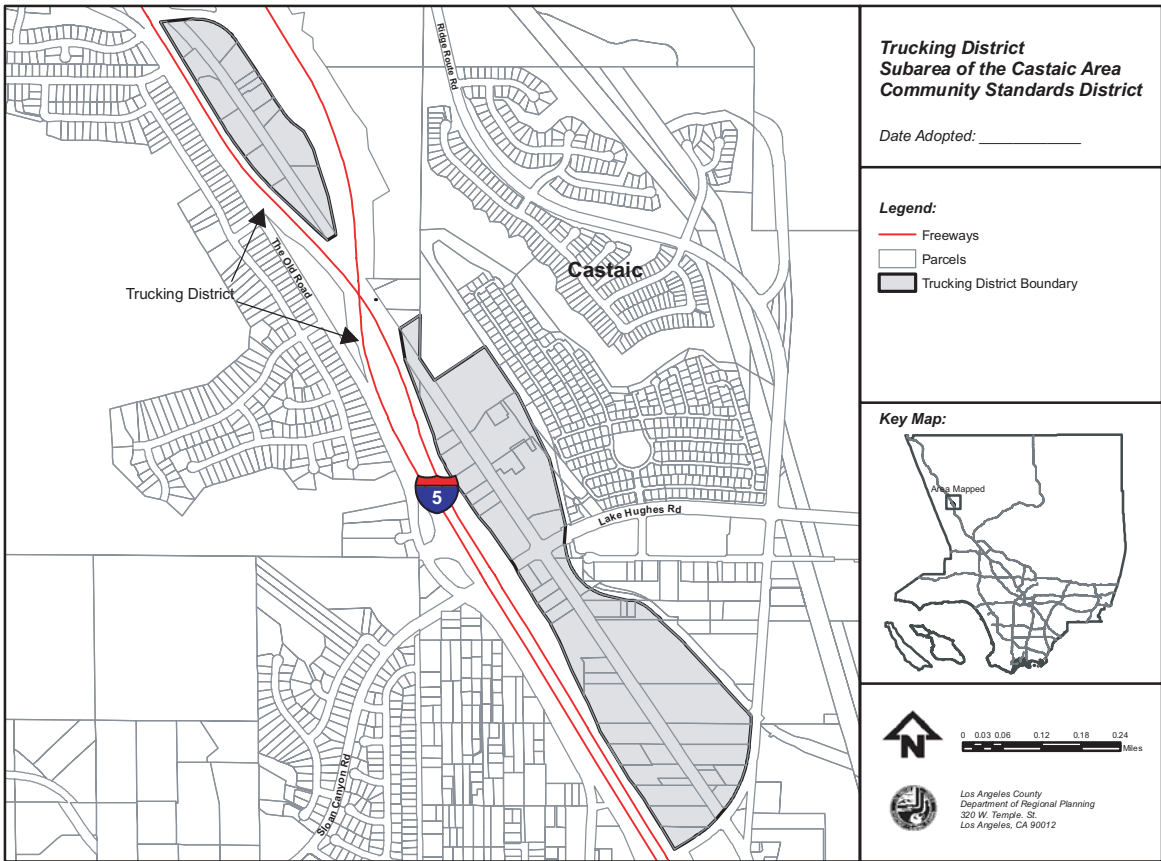 Trucking District
Subarea of the Castaic Area
Community Standards District
Date Adopted: _____________
Legend:
Freeways
Parcels
Trucking District Boundary
Key Map:
Area Mapped
N
0 0.03 0.06 0.12 0.18 0.24
Miles
Los Angeles County
Department of Regional Planning
320 W. Temple. St.
Los Angeles, CA 90012
Ridge Route Rd
Castaic
The Old Road
Trucking District
5
Lake Hughes Rd
Sloan Canyon Rd